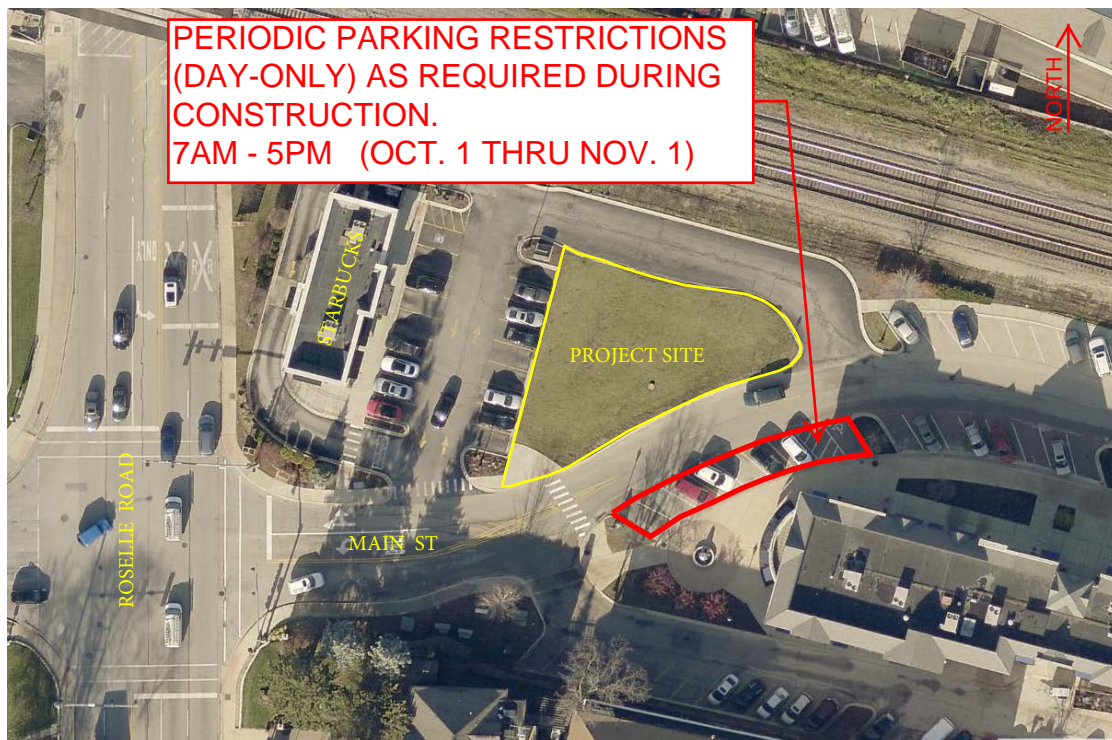 PERIODIC PARKING RESTRICTIONS
(DAY-ONLY) AS REQUIRED DURING
CONSTRUCTION.
7AM - 5PM (OCT. 1 THRU NOV. 1)
NORTH
STARBUCKS
PROJECT SITE
ROSELLE ROAD
MAIN ST
ONLY
R R